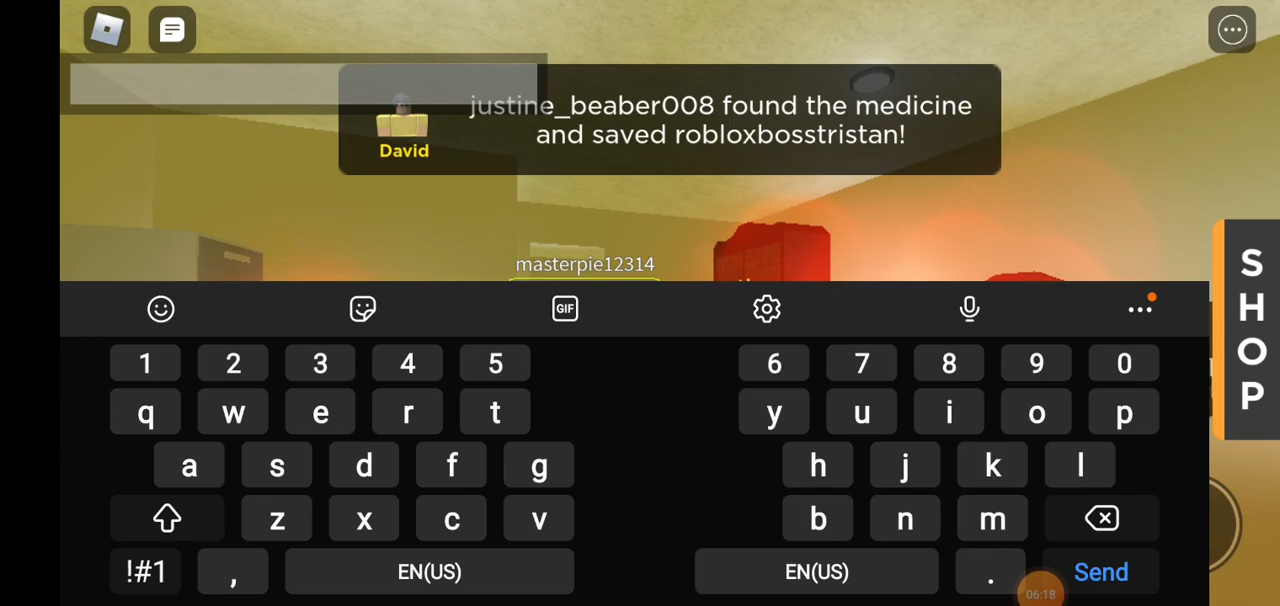 justine_beaber008 found the medicine
and saved robloxbosstristan!
David
masterpie12314
SHOP
GIF
1 2 3 4 5 6 7 8 9 0
q w e r t y u i o p
a s d f g h j k l
z x c v b n m
!#1 , EN(US) EN(US) . Send
06:18